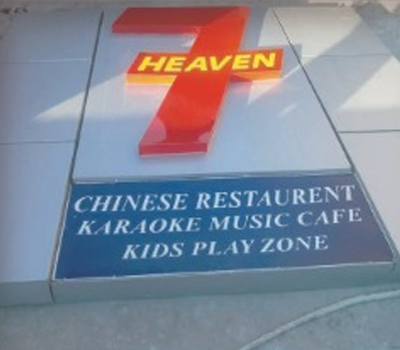 7
HEAVEN
CHINESE RESTAURENT
KARAOKE MUSIC CAFE
KIDS PLAY ZONE